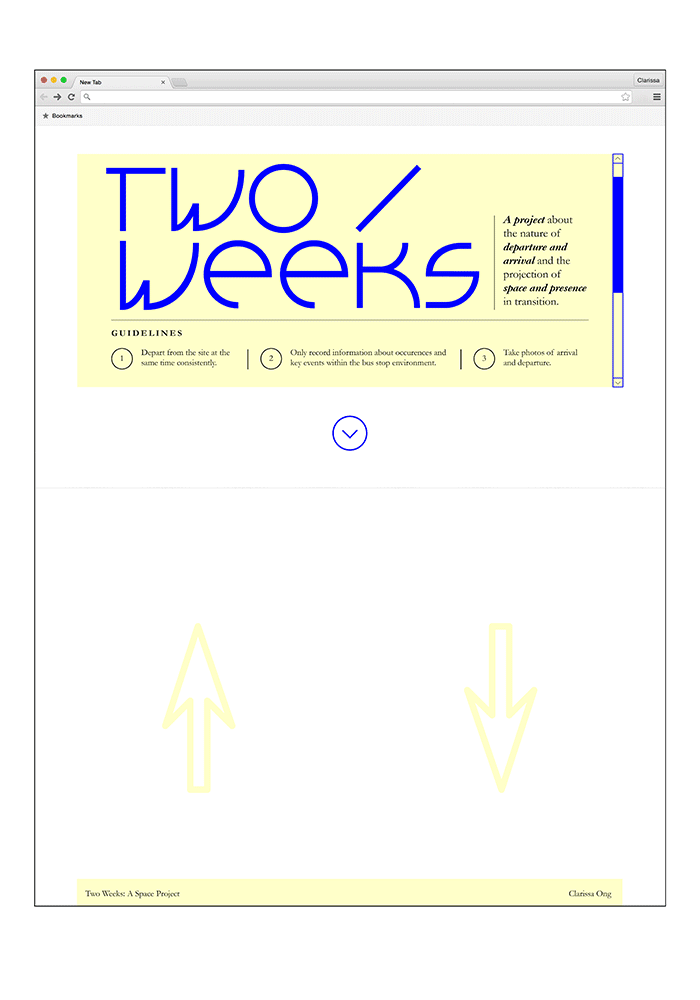 New Tab
Clarissa
Bookmarks
TWO /
WEEKS
A project about
the nature of
departure and
arrival and the
projection of
space and presence
in transition.
GUIDELINES
1 Depart from the site at the
same time consistently.
2 Only record information about occurences and
key events within the bus stop environment.
3 Take photos of arrival
and departure.
Two Weeks: A Space Project
Clarissa Ong